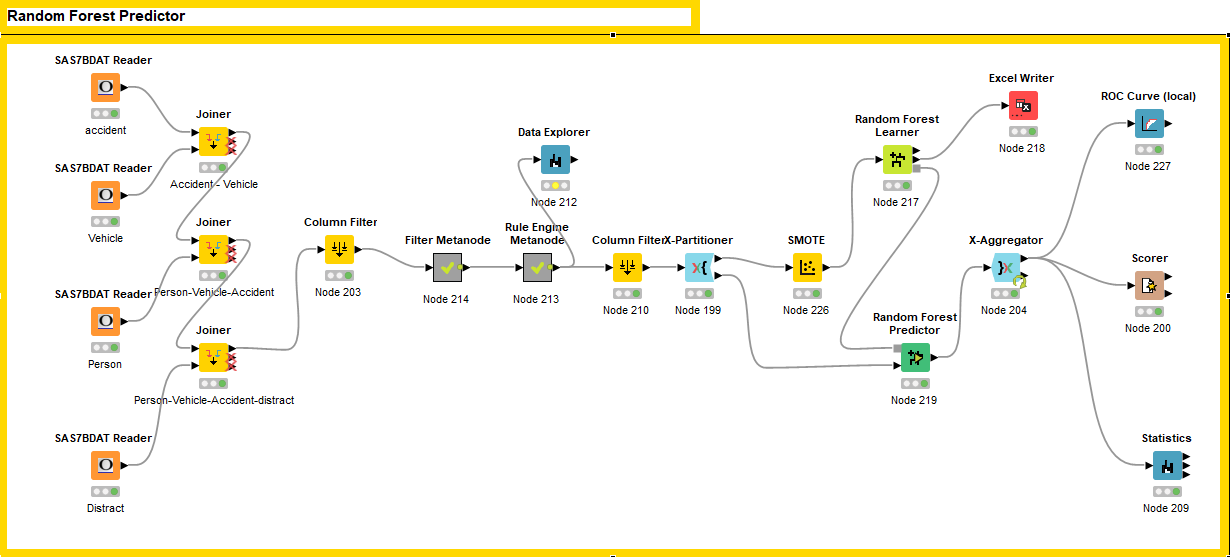 Random Forest Predictor
SAS7BDAT Reader
accident
Joiner
Accident - Vehicle
SAS7BDAT Reader
Vehicle
Joiner
Person-Vehicle-Accident
SAS7BDAT Reader
Person
Joiner
Person-Vehicle-Accident-distract
SAS7BDAT Reader
Distract
Column Filter
Node 203
Filter Metanode
Node 214
Data Explorer
Node 212
Rule Engine
Metanode
Node 213
Column Filter
Node 210
X-Partitioner
Node 199
SMOTE
Node 226
Random Forest
Learner
Node 217
Excel Writer
Node 218
Random Forest
Predictor
Node 219
X-Aggregator
Node 204
ROC Curve (local)
Node 227
Scorer
Node 200
Statistics
Node 209